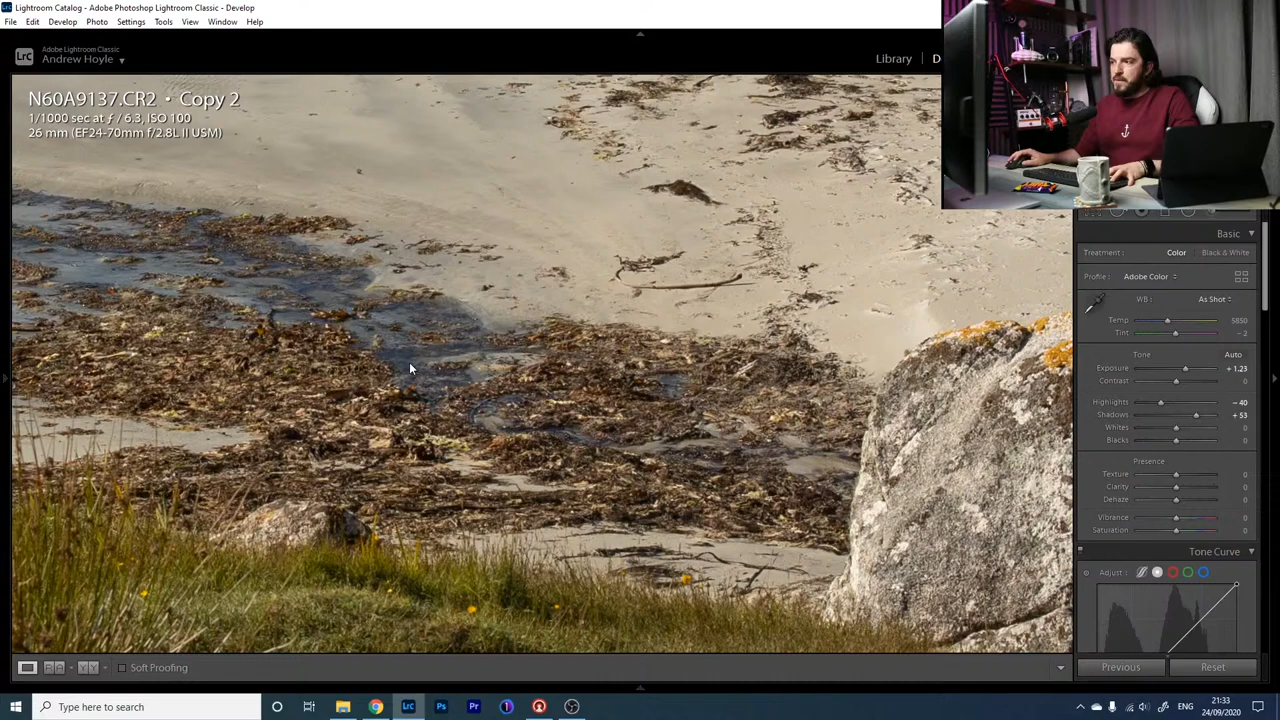 Lightroom Catalog - Adobe Photoshop Lightroom Classic - Develop
File Edit Develop Photo Settings Tools View Window Help
Lrc
Adobe Lightroom Classic
Andrew Hoyle
Library | D
N60A9137.CR2 • Copy 2
1/1000 sec at ƒ / 6.3, ISO 100
26 mm (EF24-70mm f/2.8L II USM)
Basic
Treatment : Color Black & White
Profile : Adobe Color
WB : As Shot
Temp 5850
Tint - 2
Tone Auto
Exposure + 1.23
Contrast 0
Highlights - 40
Shadows + 53
Whites 0
Blacks 0
Presence
Texture 0
Clarity 0
Dehaze 0
Vibrance 0
Saturation 0
Tone Curve
Adjust :
Previous Reset
Soft Proofing
Type here to search
Lrc Ps Pr
ENG
21:33
24/09/2020